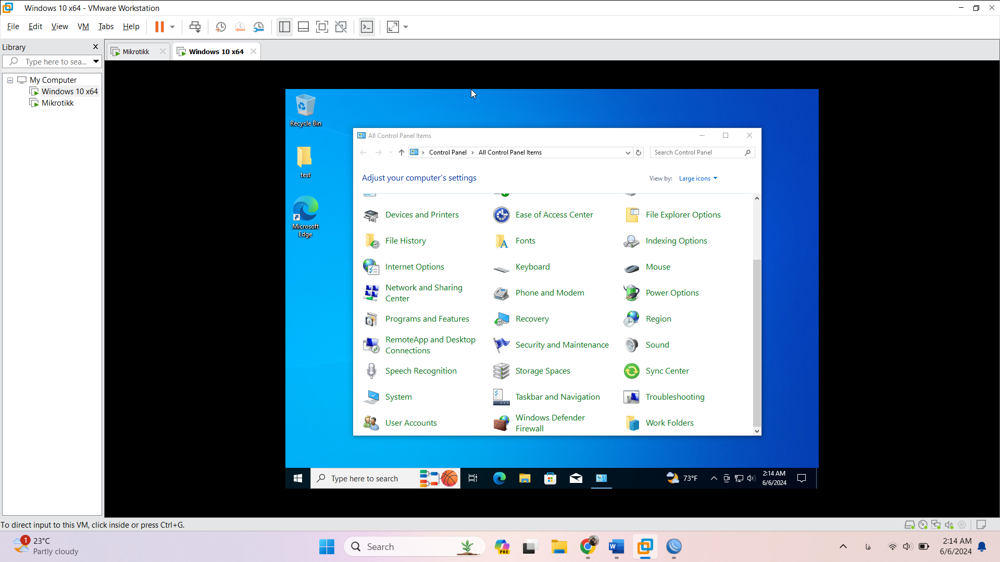 Windows 10 x64 - VMware Workstation
File Edit View VM Tabs Help
Library
Type here to sea...
My Computer
Windows 10 x64
Mikrotikk
Mikrotikk
Windows 10 x64
Recycle Bin
test
Microsoft
Edge
All Control Panel Items
Control Panel All Control Panel Items
Search Control Panel
Adjust your computer's settings
View by: Large icons
Devices and Printers
Ease of Access Center
File Explorer Options
File History
Fonts
Indexing Options
Internet Options
Keyboard
Mouse
Network and Sharing
Center
Phone and Modem
Power Options
Programs and Features
Recovery
Region
RemoteApp and Desktop
Connections
Security and Maintenance
Sound
Speech Recognition
Storage Spaces
Sync Center
System
Taskbar and Navigation
Troubleshooting
User Accounts
Windows Defender
Firewall
Work Folders
Type here to search
73°F
2:14 AM
6/6/2024
To direct input to this VM, click inside or press Ctrl+G.
1
23°C
Partly cloudy
Search
PRE
W
فا
2:14 AM
6/6/2024